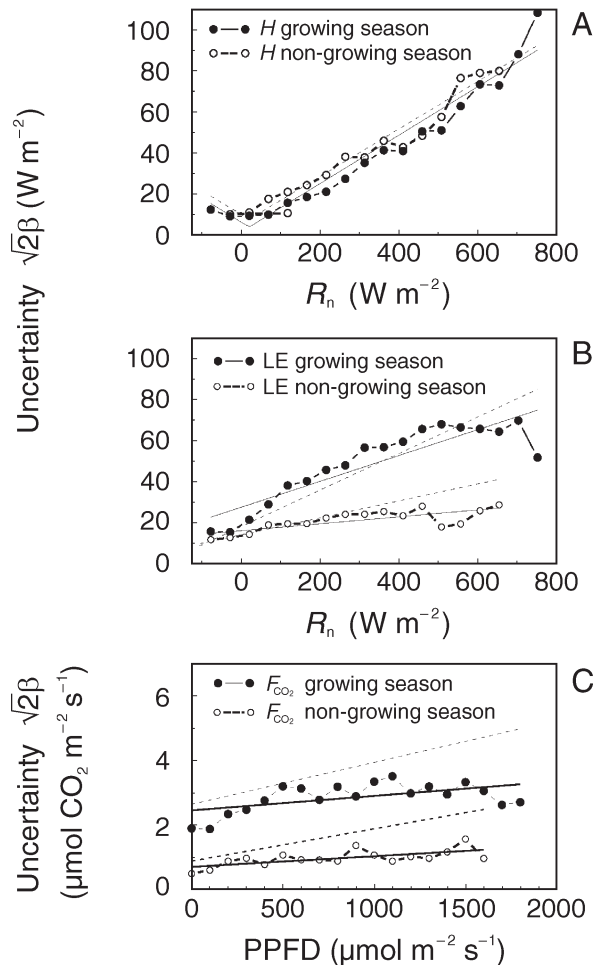 A
H growing season
H non-growing season
100
80
60
40
20
0
0 200 400 600 800
Rn (W m−2)
Uncertainty √2β (W m−2)
B
LE growing season
LE non-growing season
100
80
60
40
20
0
0 200 400 600 800
Rn (W m−2)
C
FCO2 growing season
FCO2 non-growing season
6
4
2
0
0 500 1000 1500 2000
PPFD (μmol m−2 s−1)
Uncertainty √2β
(μmol CO2 m−2 s−1)